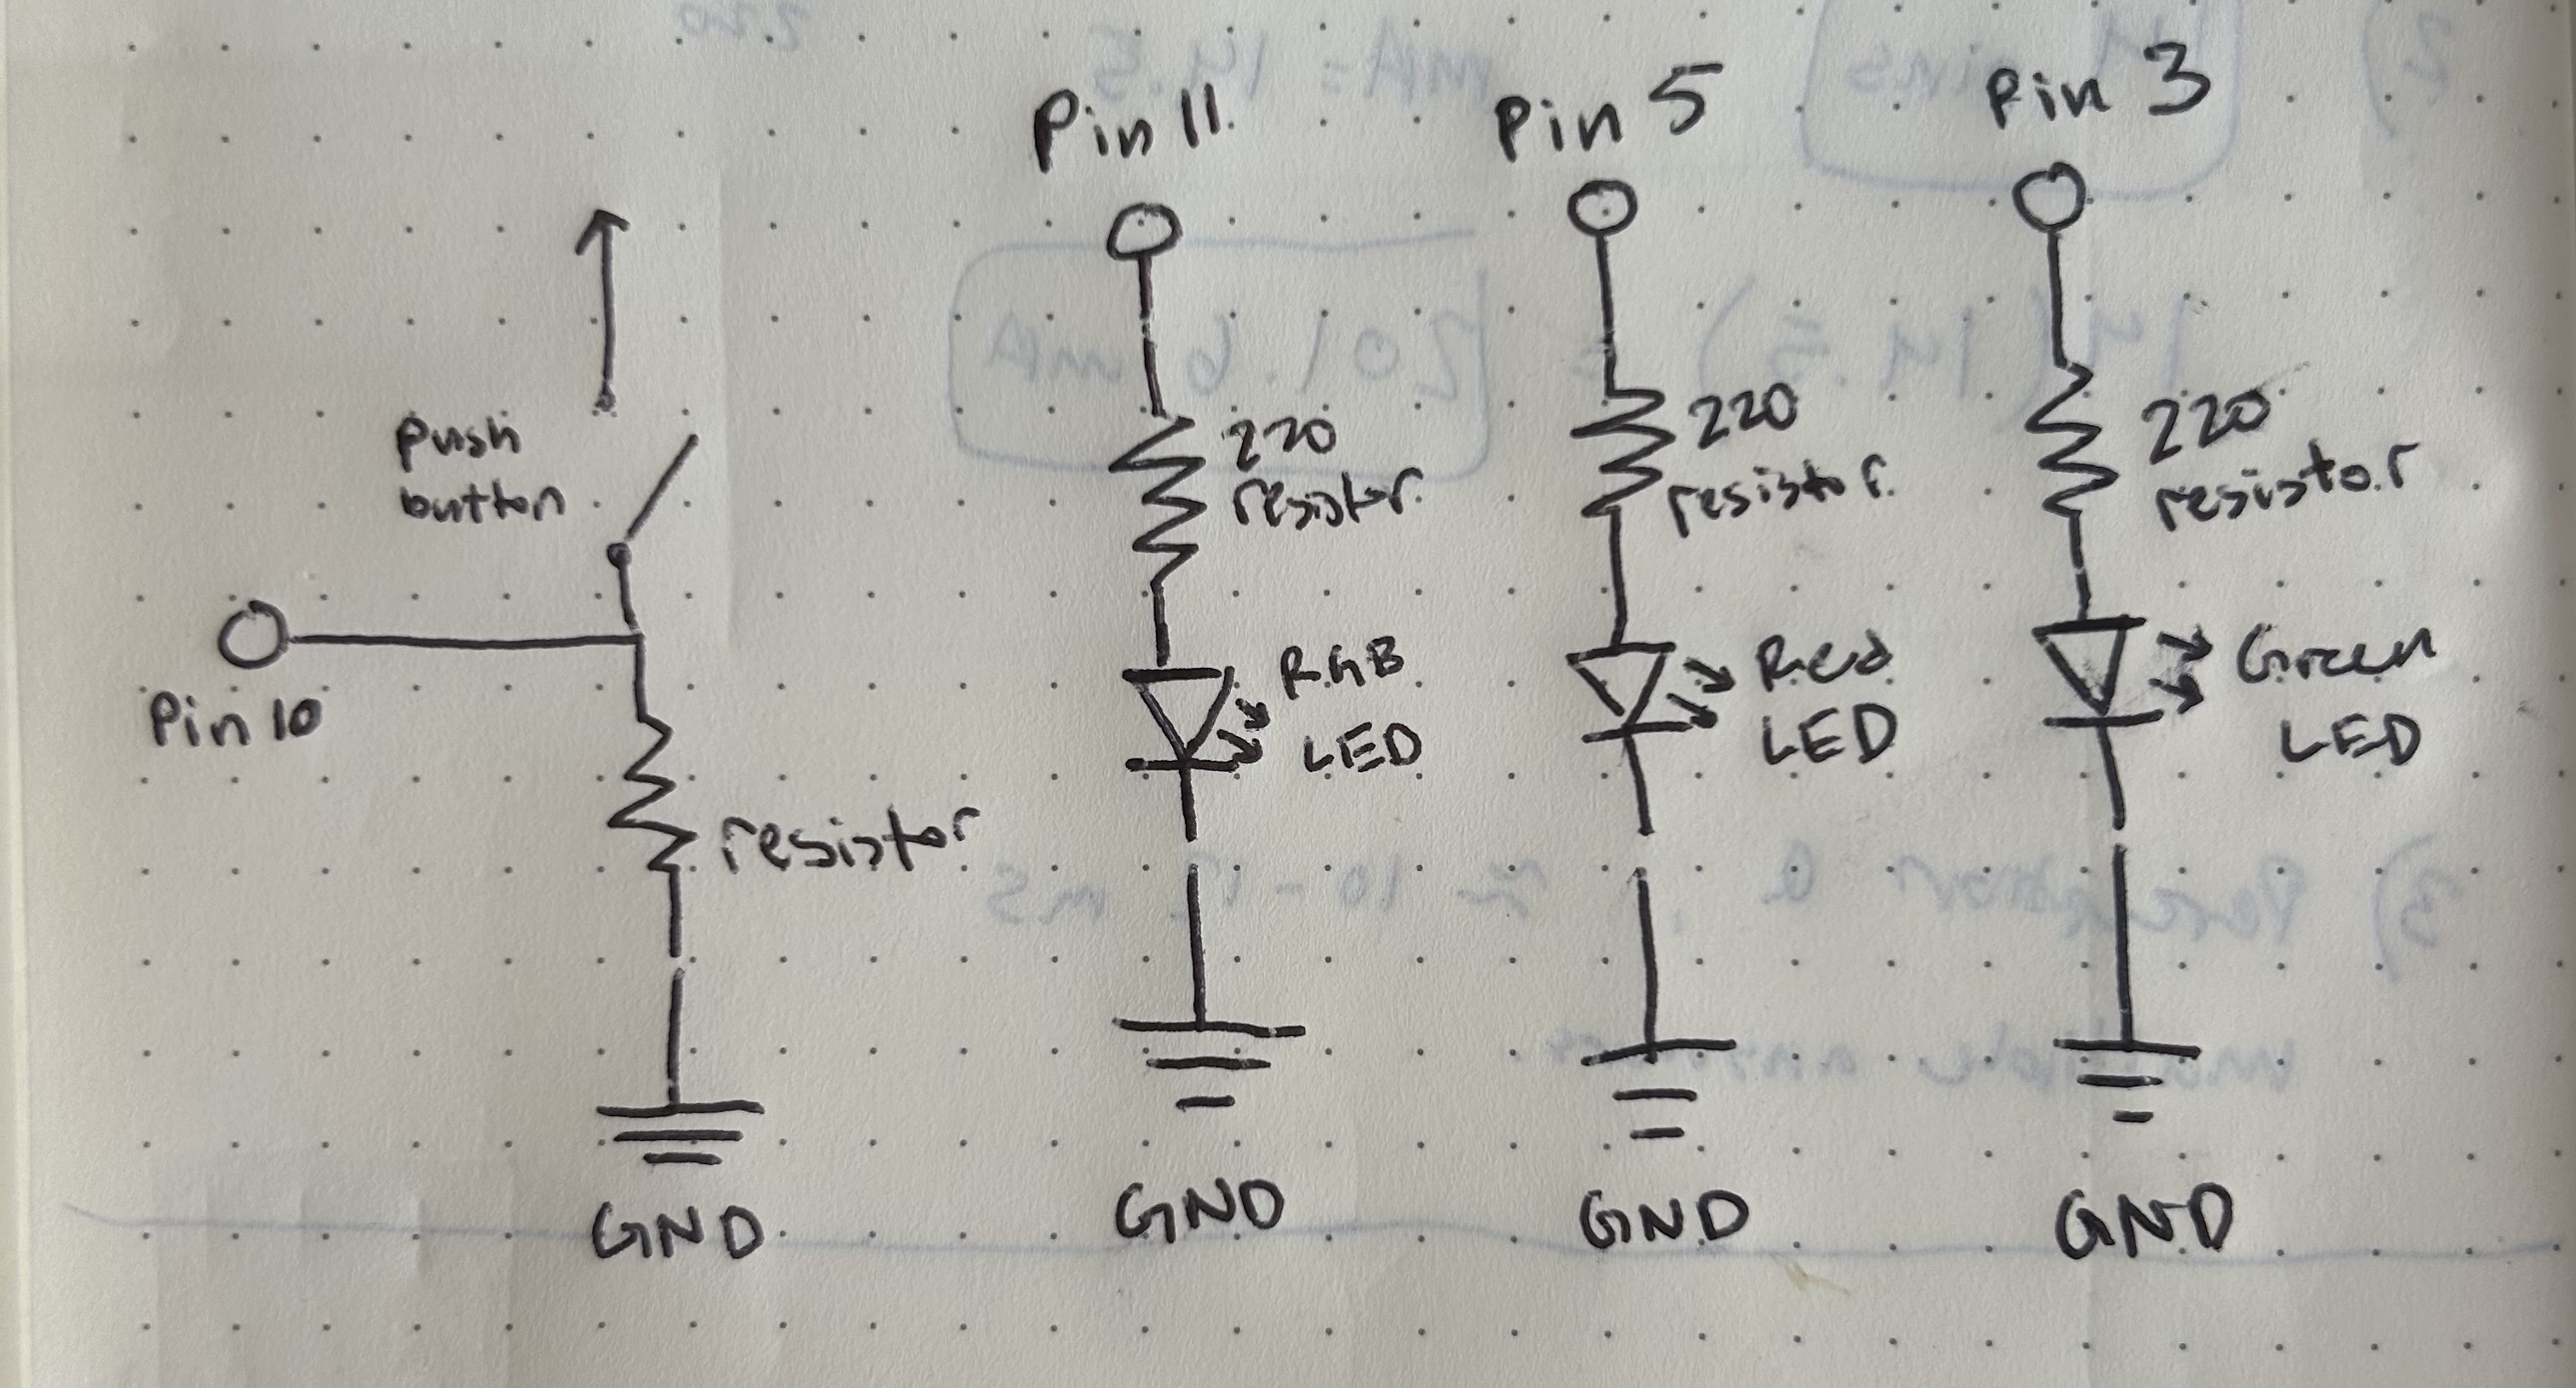 Pin 11
Pin 5
Pin 3
push
button
220
resistor
220
resistor
220
resistor
Pin 10
RGB
LED
Red
LED
Green
LED
resistor
GND
GND
GND
GND